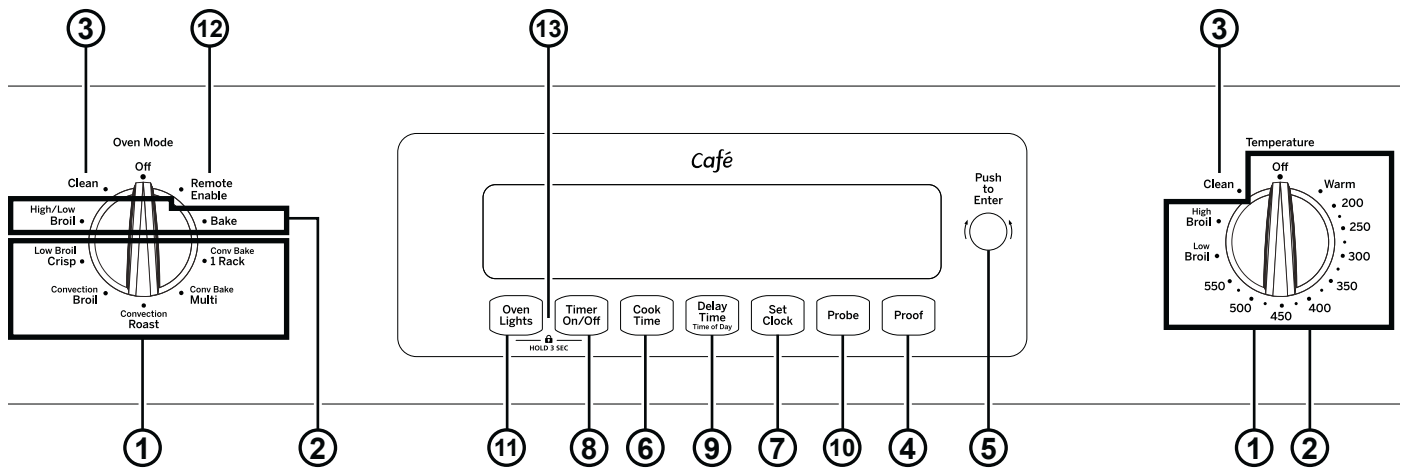 3
12
13
3
Oven Mode
Off
Clean
Remote
Enable
High/Low
Broil
Bake
Low Broil
Crisp
Conv Bake
1 Rack
Convection
Broil
Conv Bake
Multi
Convection
Roast
Café
Push
to
Enter
Oven
Lights
Timer
On/Off
Cook
Time
Delay
Time
Time of Day
Set
Clock
Probe
Proof
HOLD 3 SEC
Temperature
Off
Clean
Warm
200
High
Broil
250
Low
Broil
300
550
350
500
400
450
1
2
11
8
6
9
7
10
4
5
1
2